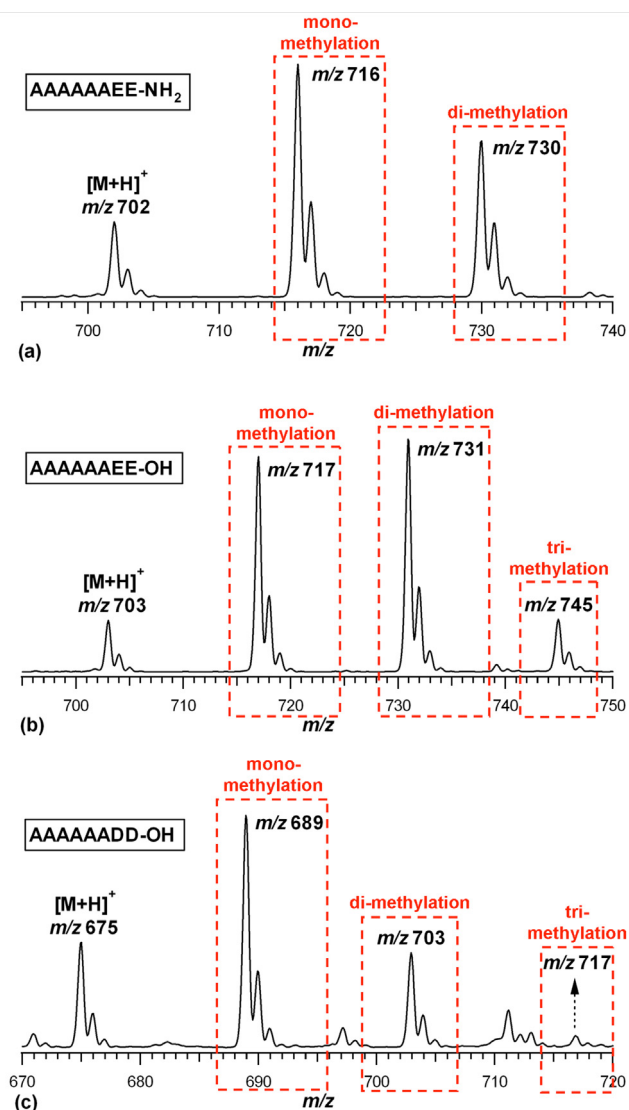 mono-
methylation
m/z 716
AAAAAAEE-NH2
di-methylation
m/z 730
[M+H]+
m/z 702
700 710 720 730 740
(a) m/z
mono-
methylation
di-methylation
m/z 717
m/z 731
AAAAAAEE-OH
tri-
methylation
[M+H]+
m/z 703
m/z 745
700 710 720 730 740 750
(b) m/z
mono-
methylation
m/z 689
AAAAAADD-OH
[M+H]+
m/z 675
di-methylation
m/z 703
tri-
methylation
m/z 717
670 680 690 700 710 720
(c) m/z